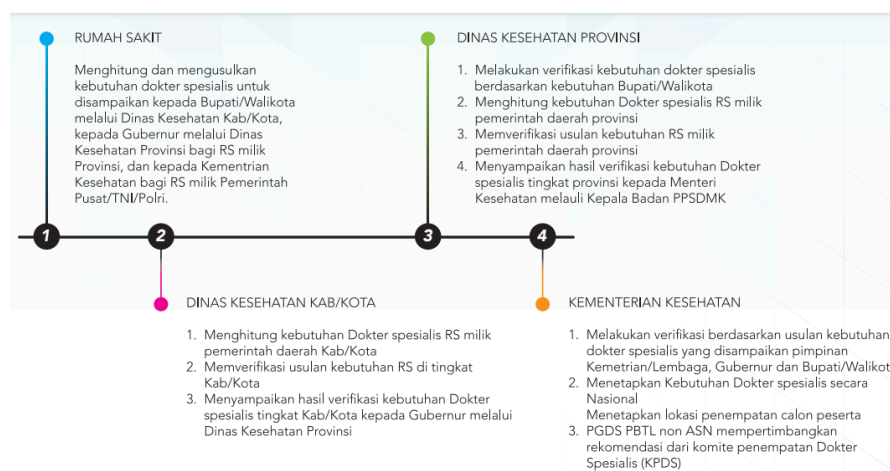 RUMAH SAKIT
Menghitung dan mengusulkan
kebutuhan dokter spesialis untuk
disampaikan kepada Bupati/Walikota
melalui Dinas Kesehatan Kab/Kota,
kepada Gubernur melalui Dinas
Kesehatan Provinsi bagi RS milik
Provinsi, dan kepada Kementrian
Kesehatan bagi RS milik Pemerintah
Pusat/TNI/Polri.
DINAS KESEHATAN PROVINSI
1. Melakukan verifikasi kebutuhan dokter spesialis
berdasarkan kebutuhan Bupati/Walikota
2. Menghitung kebutuhan Dokter spesialis RS milik
pemerintah daerah provinsi
3. Memverifikasi usulan kebutuhan RS milik
pemerintah daerah provinsi
4. Menyampaikan hasil verifikasi kebutuhan Dokter
spesialis tingkat provinsi kepada Menteri
Kesehatan melauli Kepala Badan PPSDMK
1
2
3
4
DINAS KESEHATAN KAB/KOTA
1. Menghitung kebutuhan Dokter spesialis RS milik
pemerintah daerah Kab/Kota
2. Memverifikasi usulan kebutuhan RS di tingkat
Kab/Kota
3. Menyampaikan hasil verifikasi kebutuhan Dokter
spesialis tingkat Kab/Kota kepada Gubernur melalui
Dinas Kesehatan Provinsi
KEMENTERIAN KESEHATAN
1. Melakukan verifikasi berdasarkan usulan kebutuhan
dokter spesialis yang disampaikan pimpinan
Kemetrian/Lembaga, Gubernur dan Bupati/Walikot
2. Menetapkan Kebutuhan Dokter spesialis secara
Nasional
Menetapkan lokasi penempatan calon peserta
3. PGDS PBTL non ASN mempertimbangkan
rekomendasi dari komite penempatan Dokter
Spesialis (KPDS)